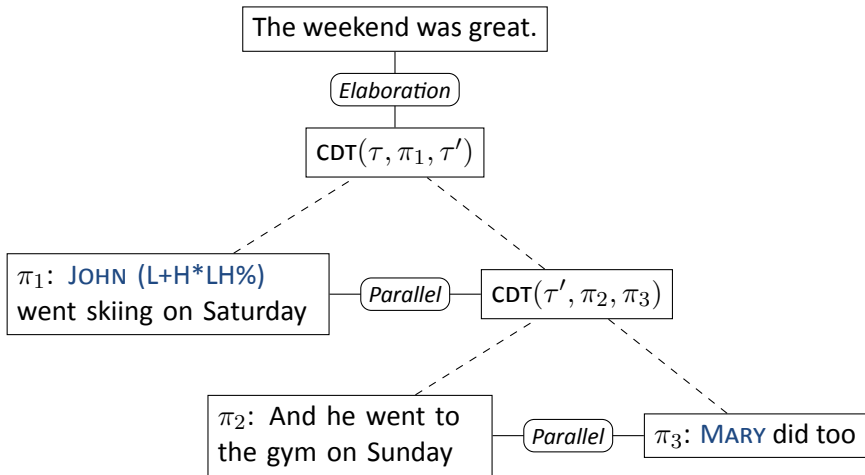 The weekend was great.
Elaboration
CDT(τ, π₁, τ′)
π₁: JOHN (L+H*LH%)
went skiing on Saturday
Parallel
CDT(τ′, π₂, π₃)
π₂: And he went to
the gym on Sunday
Parallel
π₃: MARY did too